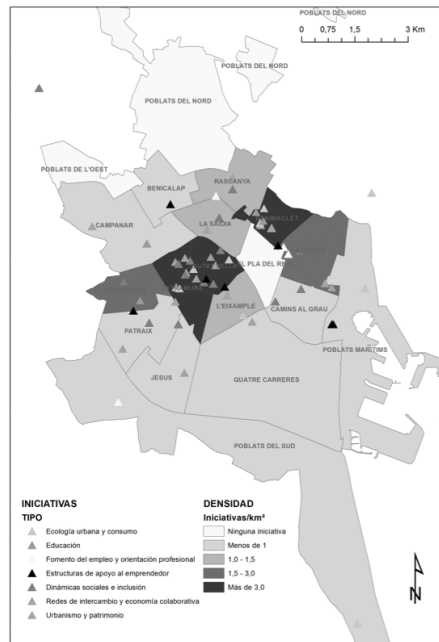 POBLATS DEL NORD
0 0,75 1,5 3 Km
POBLATS DEL NORD
POBLATS DEL NORD
POBLATS DE L'OEST
BENICALAP
RASCANYA
CAMPANAR
LA SAIDIA
BENIMACLET
EL PLA DEL REAL
L'EIXAMPLE
CAMINS AL GRAU
PATRAIX
POBLATS MARITIMS
JESUS
QUATRE CARRERES
POBLATS DEL SUD
INICIATIVAS
TIPO
Ecología urbana y consumo
Educación
Fomento del empleo y orientación profesional
Estructuras de apoyo al emprendedor
Dinámicas sociales e inclusión
Redes de intercambio y economía colaborativa
Urbanismo y patrimonio
DENSIDAD
Iniciativas/km²
Ninguna iniciativa
Menos de 1
1,0 - 1,5
1,5 - 3,0
Más de 3,0